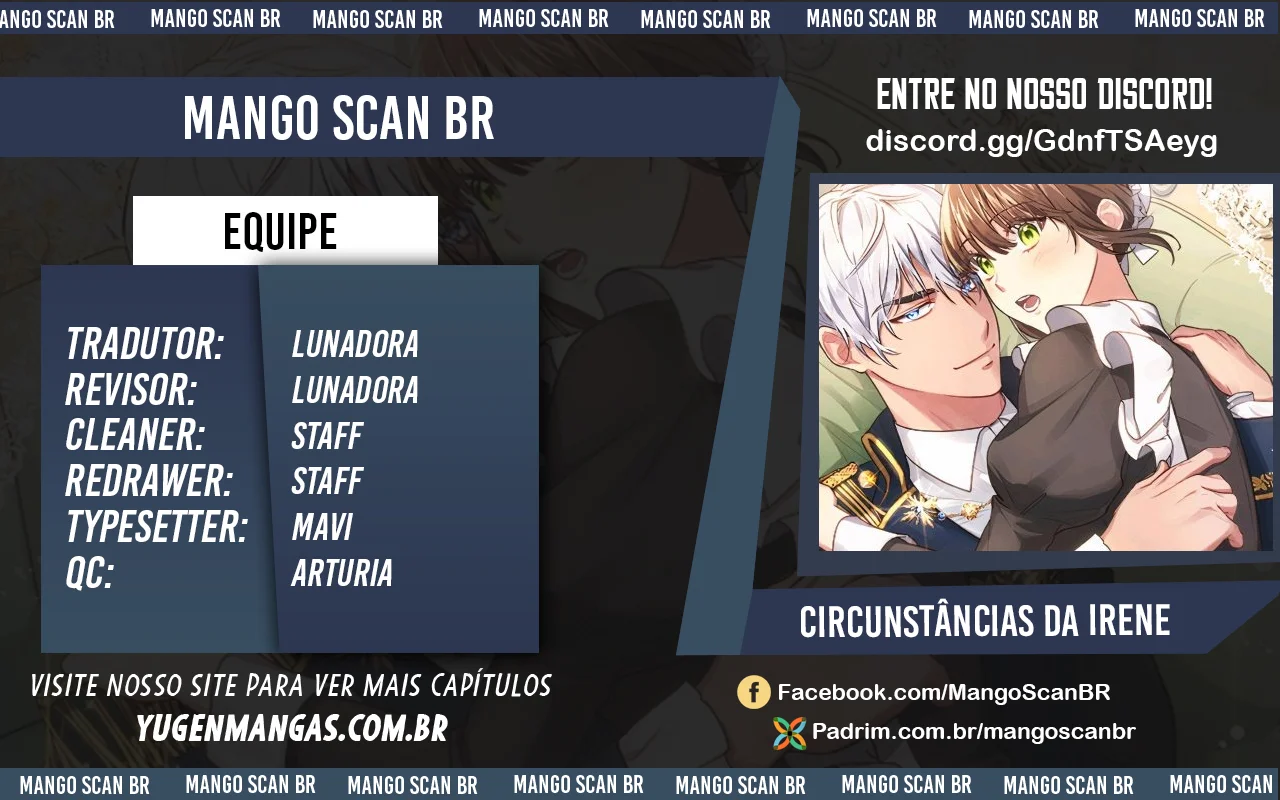 ANGO SCAN BR MANGO SCAN BR MANGO SCAN BR MANGO SCAN BR MANGO SCAN BR MANGO SCAN BR MANGO SCAN BR MANGO SCAN BR
MANGO SCAN BR
ENTRE NO NOSSO DISCORD!
discord.gg/GdnfTSAeyg
EQUIPE
TRADUTOR: LUNADORA
REVISOR: LUNADORA
CLEANER: STAFF
REDRAWER: STAFF
TYPESETTER: MAVI
QC: ARTURIA
CIRCUNSTÂNCIAS DA IRENE
VISITE NOSSO SITE PARA VER MAIS CAPÍTULOS
YUGENMANGAS.COM.BR
Facebook.com/MangoScanBR
Padrim.com.br/mangoscanbr
MANGO SCAN BR MANGO SCAN BR MANGO SCAN BR MANGO SCAN BR MANGO SCAN BR MANGO SCAN BR MANGO SCAN BR MANGO SCAN